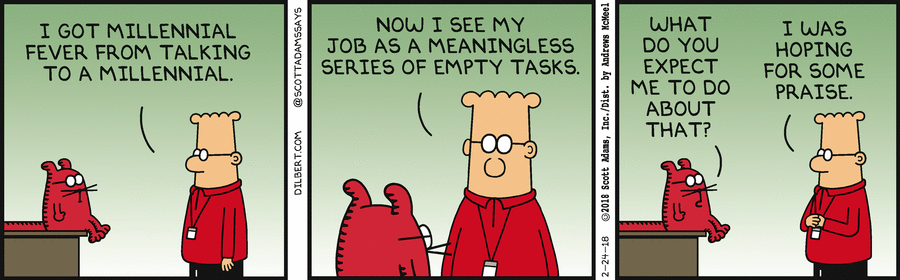 I GOT MILLENNIAL
FEVER FROM TALKING
TO A MILLENNIAL.
DILBERT.COM @SCOTTADAMSSAYS
NOW I SEE MY
JOB AS A MEANINGLESS
SERIES OF EMPTY TASKS.
2-24-18 ©2018 Scott Adams, Inc./Dist. by Andrews McMeel
WHAT
DO YOU
EXPECT
ME TO DO
ABOUT
THAT?
I WAS
HOPING
FOR SOME
PRAISE.